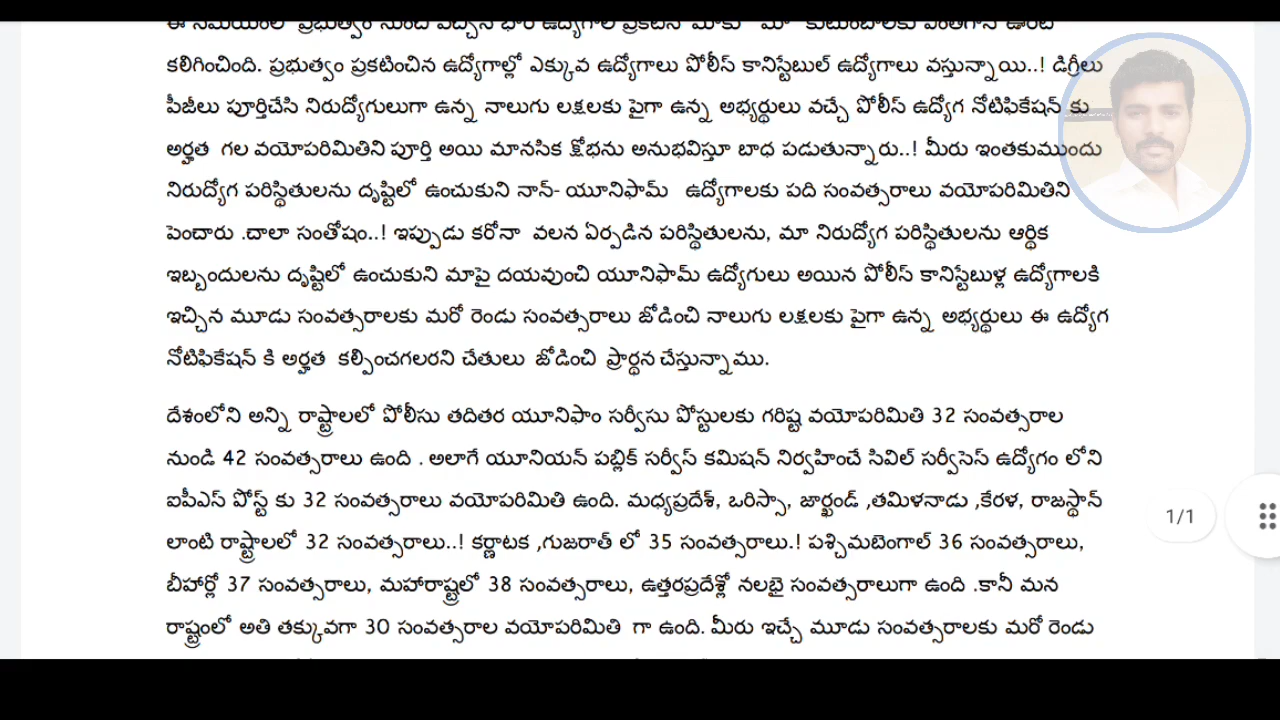 ఈ సమయంలో ప్రభుత్వం నుండి వచ్చిన భారీ ఉద్యోగాల ప్రకటన మాకు మా కుటుంబాలకు ఎంతగానో ఊరట
కలిగించింది. ప్రభుత్వం ప్రకటించిన ఉద్యోగాల్లో ఎక్కువ ఉద్యోగాలు పోలీస్ కానిస్టేబుల్ ఉద్యోగాలు వస్తున్నాయి..! డిగ్రీలు
పీజీలు పూర్తిచేసి నిరుద్యోగులుగా ఉన్న నాలుగు లక్షలకు పైగా ఉన్న అభ్యర్థులు వచ్చే పోలీస్ ఉద్యోగ నోటిఫికేషన్ కు
అర్హత గల వయోపరిమితిని పూర్తి అయి మానసిక క్షోభను అనుభవిస్తూ బాధ పడుతున్నారు..! మీరు ఇంతకుముందు
నిరుద్యోగ పరిస్థితులను దృష్టిలో ఉంచుకుని నాన్- యూనిఫామ్ ఉద్యోగాలకు పది సంవత్సరాలు వయోపరిమితిని
పెంచారు .చాలా సంతోషం..! ఇప్పుడు కరోనా వలన ఏర్పడిన పరిస్థితులను, మా నిరుద్యోగ పరిస్థితులను ఆర్థిక
ఇబ్బందులను దృష్టిలో ఉంచుకుని మాపై దయవుంచి యూనిఫామ్ ఉద్యోగులు అయిన పోలీస్ కానిస్టేబుళ్ల ఉద్యోగాలకి
ఇచ్చిన మూడు సంవత్సరాలకు మరో రెండు సంవత్సరాలు జోడించి నాలుగు లక్షలకు పైగా ఉన్న అభ్యర్థులు ఈ ఉద్యోగ
నోటిఫికేషన్ కి అర్హత కల్పించగలరని చేతులు జోడించి ప్రార్థన చేస్తున్నాము.
దేశంలోని అన్ని రాష్ట్రాలలో పోలీసు తదితర యూనిఫాం సర్వీసు పోస్టులకు గరిష్ట వయోపరిమితి 32 సంవత్సరాల
నుండి 42 సంవత్సరాలు ఉంది . అలాగే యూనియన్ పబ్లిక్ సర్వీస్ కమిషన్ నిర్వహించే సివిల్ సర్వీసెస్ ఉద్యోగం లోని
ఐపీఎస్ పోస్ట్ కు 32 సంవత్సరాలు వయోపరిమితి ఉంది. మధ్యప్రదేశ్, ఒరిస్సా, జార్ఖండ్ ,తమిళనాడు ,కేరళ, రాజస్థాన్
లాంటి రాష్ట్రాలలో 32 సంవత్సరాలు..! కర్ణాటక ,గుజరాత్ లో 35 సంవత్సరాలు.! పశ్చిమబెంగాల్ 36 సంవత్సరాలు,
బీహార్లో 37 సంవత్సరాలు, మహారాష్ట్రలో 38 సంవత్సరాలు, ఉత్తరప్రదేశ్లో నలభై సంవత్సరాలుగా ఉంది .కానీ మన
రాష్ట్రంలో అతి తక్కువగా 30 సంవత్సరాల వయోపరిమితి గా ఉంది. మీరు ఇచ్చే మూడు సంవత్సరాలకు మరో రెండు
1/1